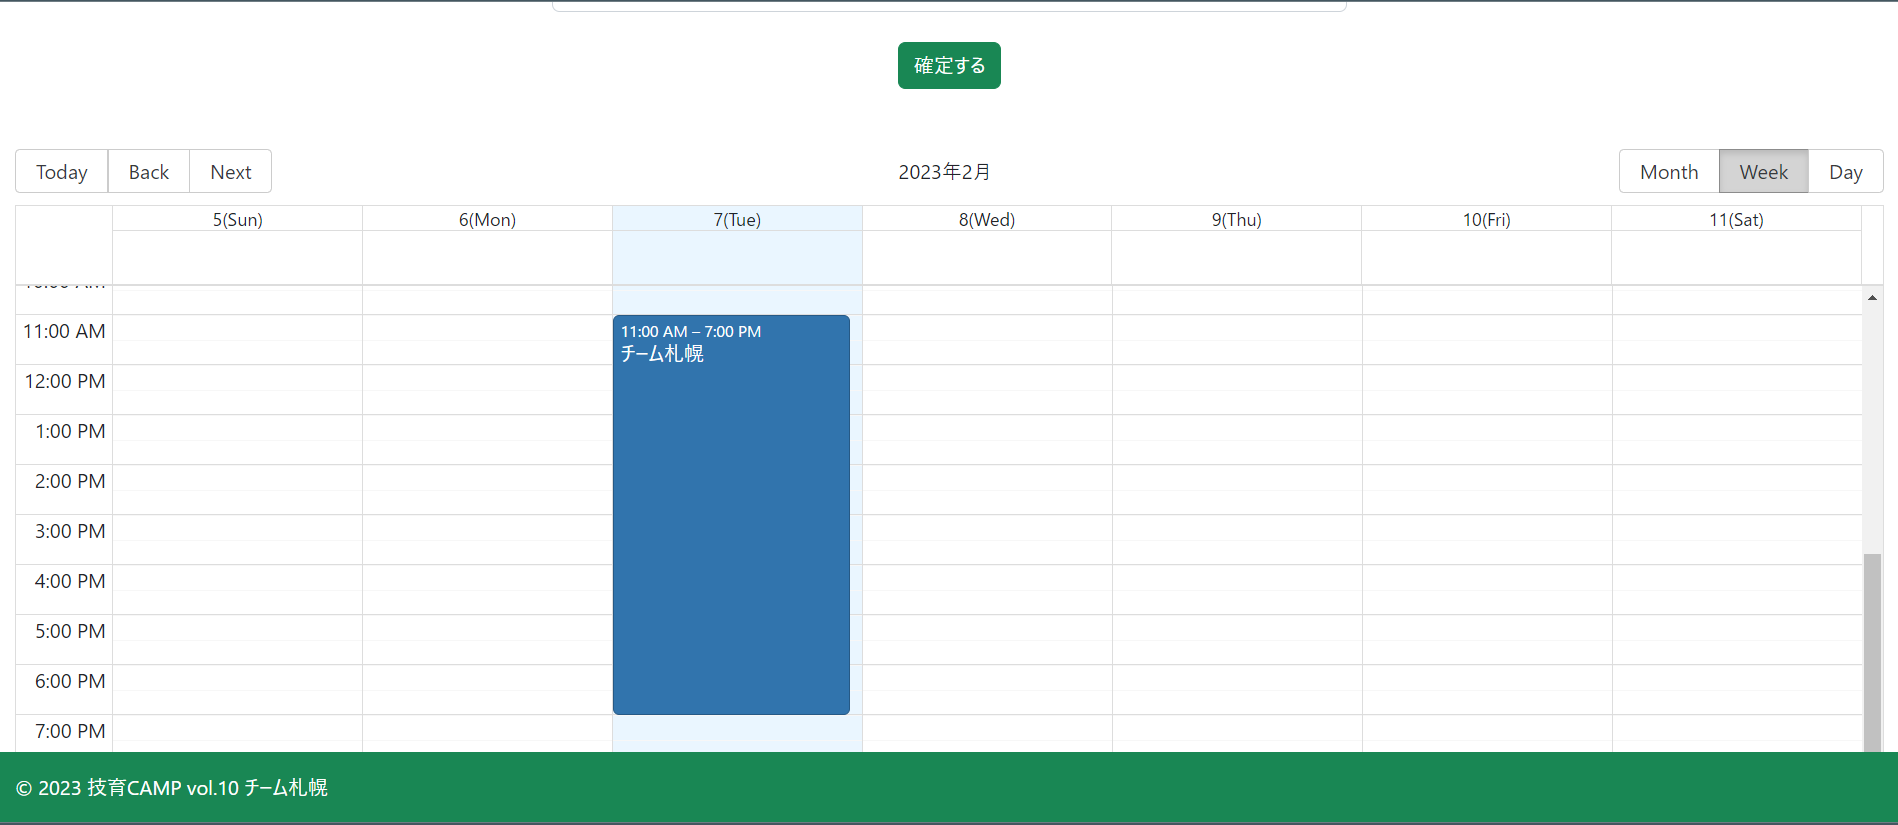 確定する
Today Back Next 2023年2月 Month Week Day
5(Sun) 6(Mon) 7(Tue) 8(Wed) 9(Thu) 10(Fri) 11(Sat)
11:00 AM
11:00 AM – 7:00 PM
チーム札幌
12:00 PM
1:00 PM
2:00 PM
3:00 PM
4:00 PM
5:00 PM
6:00 PM
7:00 PM
© 2023 技育CAMP vol.10 チーム札幌